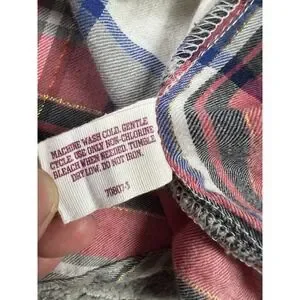 MACHINE WASH COLD, GENTLE
CYCLE. USE ONLY NON-CHLORINE
BLEACH WHEN NEEDED. TUMBLE
DRY LOW. DO NOT IRON.
70807-3